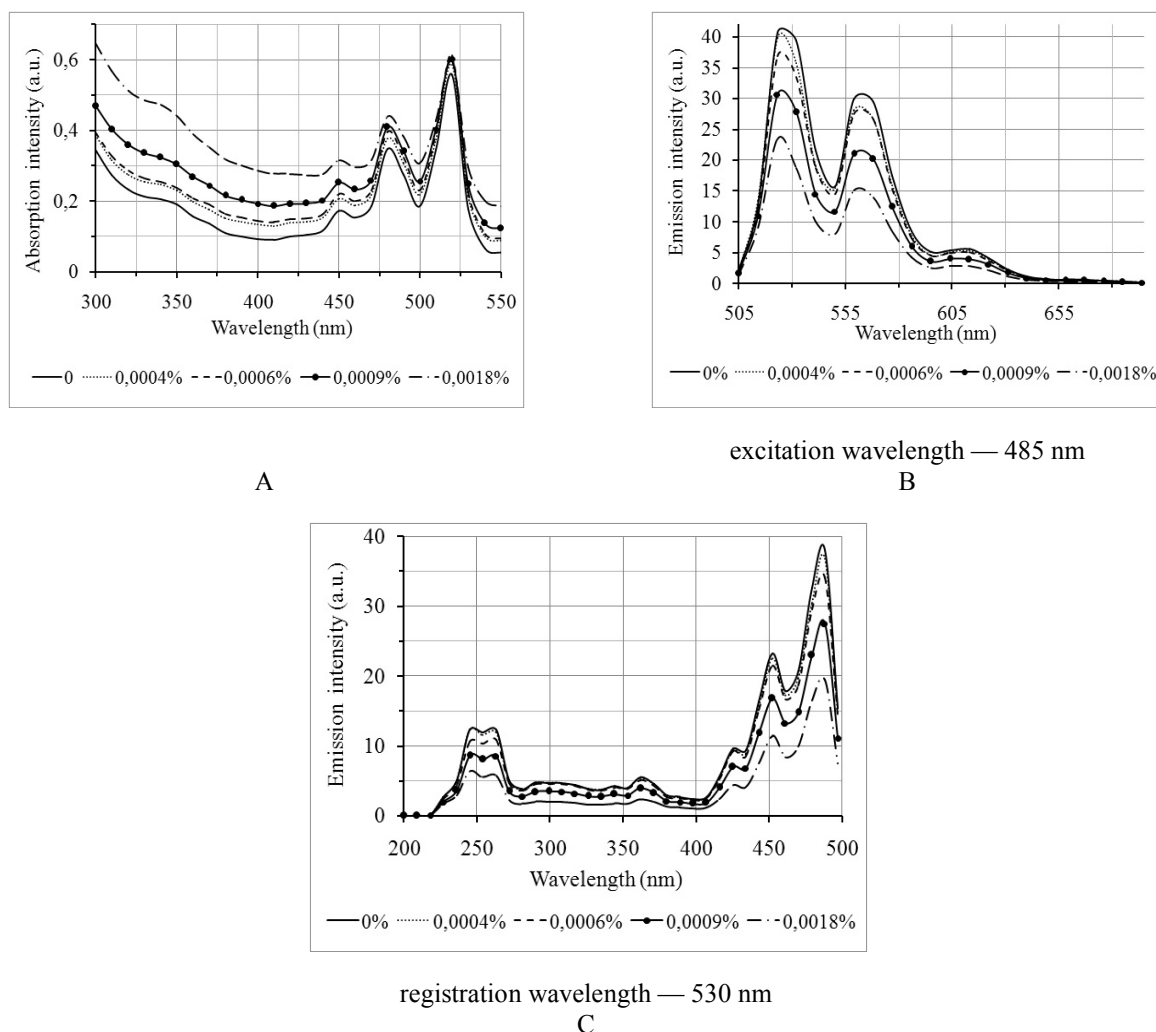 Absorption intensity (a.u.)
0,6
0,4
0,2
0
300 350 400 450 500 550
Wavelength (nm)
0 0,0004% 0,0006% 0,0009% 0,0018%
A
Emission intensity (a.u.)
40
35
30
25
20
15
10
5
0
505 555 605 655
Wavelength (nm)
0% 0,0004% 0,0006% 0,0009% 0,0018%
excitation wavelength — 485 nm
B
Emission intensity (a.u.)
40
30
20
10
0
200 250 300 350 400 450 500
Wavelength (nm)
0% 0,0004% 0,0006% 0,0009% 0,0018%
registration wavelength — 530 nm
C